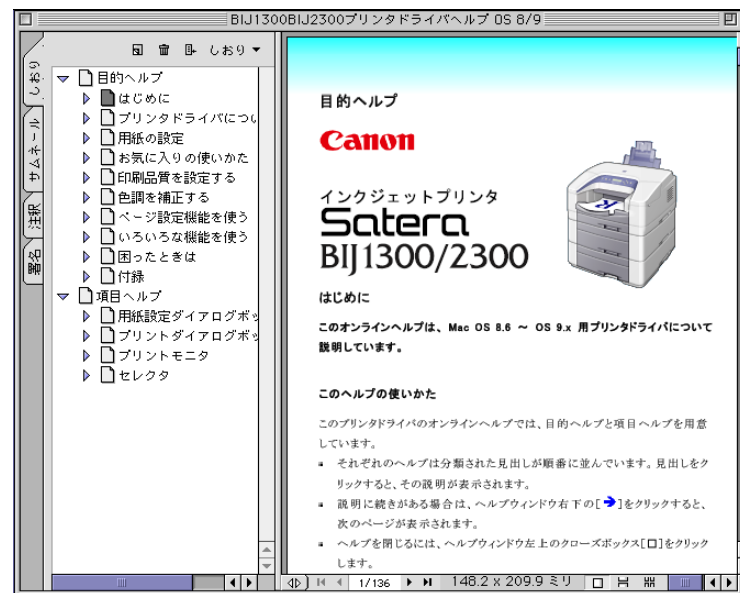 BIJ1300BIJ2300プリンタドライバヘルプ OS 8/9
しおり
サムネール
注釈
署名
しおり
目的ヘルプ
はじめに
プリンタドライバについ
用紙の設定
お気に入りの使いかた
印刷品質を設定する
色調を補正する
ページ設定機能を使う
いろいろな機能を使う
困ったときは
付録
項目ヘルプ
用紙設定ダイアログボッ
プリントダイアログボック
プリントモニタ
セレクタ
目的ヘルプ
Canon
インクジェットプリンタ
Satera
BIJ1300/2300
はじめに
このオンラインヘルプは、Mac OS 8.6 ～ OS 9.x 用プリンタドライバについて
説明しています。
このヘルプの使いかた
このプリンタドライバのオンラインヘルプでは、目的ヘルプと項目ヘルプを用意
しています。
それぞれのヘルプは分類された見出しが順番に並んでいます。見出しをク
リックすると、その説明が表示されます。
説明に続きがある場合は、ヘルプウィンドウ右下の[➔]をクリックすると、
次のページが表示されます。
ヘルプを閉じるには、ヘルプウィンドウ左上のクローズボックス[□]をクリック
します。
1/136
148.2 x 209.9 ミリ